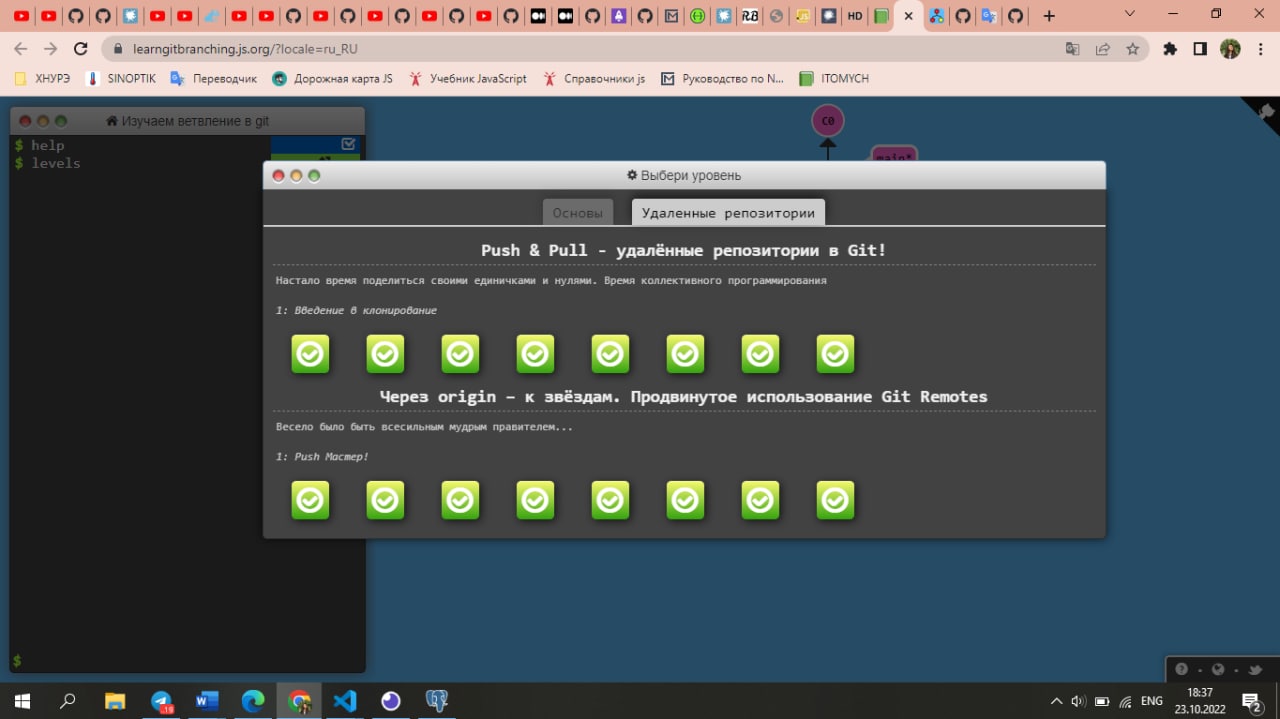 HD
learngitbranching.js.org/?locale=ru_RU
ХНУРЭ SINOPTIK Переводчик Дорожная карта JS Учебник JavaScript Справочники js Руководство по N... ITOMYCH
Изучаем ветвление в git
$ help
$ levels
C0
main*
Выбери уровень
Основы Удаленные репозитории
Push & Pull - удалённые репозитории в Git!
Настало время поделиться своими единичками и нулями. Время коллективного программирования
1: Введение в клонирование
Через origin – к звёздам. Продвинутое использование Git Remotes
Весело было быть всесильным мудрым правителем...
1: Push Мастер!
$
ENG
18:37
23.10.2022
2